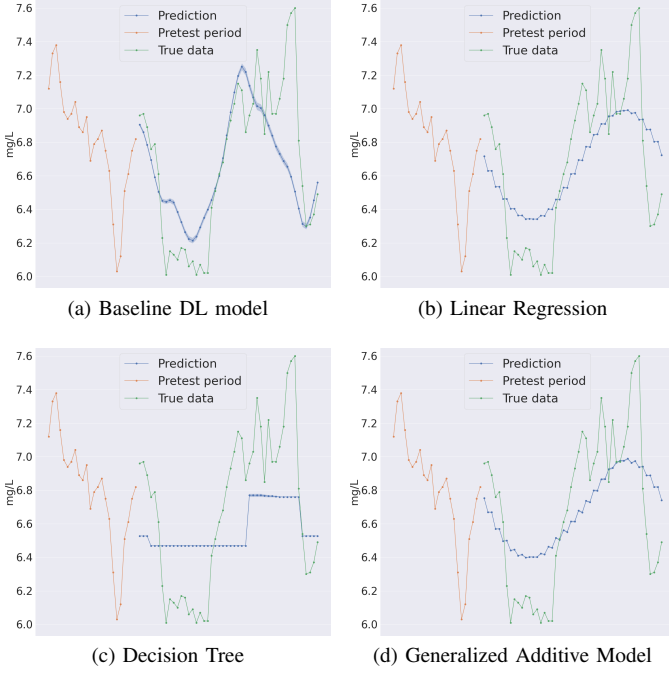 7.6
7.4
7.2
7.0
6.8
6.6
6.4
6.2
6.0
mg/L
Prediction
Pretest period
True data
(a) Baseline DL model
7.6
7.4
7.2
7.0
6.8
6.6
6.4
6.2
6.0
mg/L
Prediction
Pretest period
True data
(b) Linear Regression
7.6
7.4
7.2
7.0
6.8
6.6
6.4
6.2
6.0
mg/L
Prediction
Pretest period
True data
(c) Decision Tree
7.6
7.4
7.2
7.0
6.8
6.6
6.4
6.2
6.0
mg/L
Prediction
Pretest period
True data
(d) Generalized Additive Model